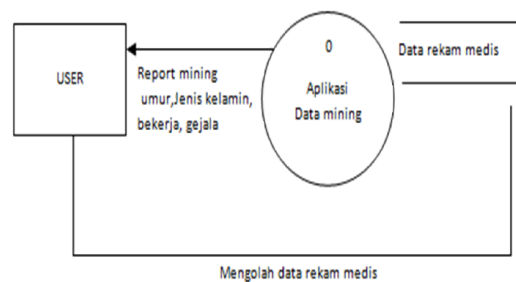 USER
Report mining
umur,Jenis kelamin,
bekerja, gejala
0
Aplikasi
Data mining
Data rekam medis
Mengolah data rekam medis